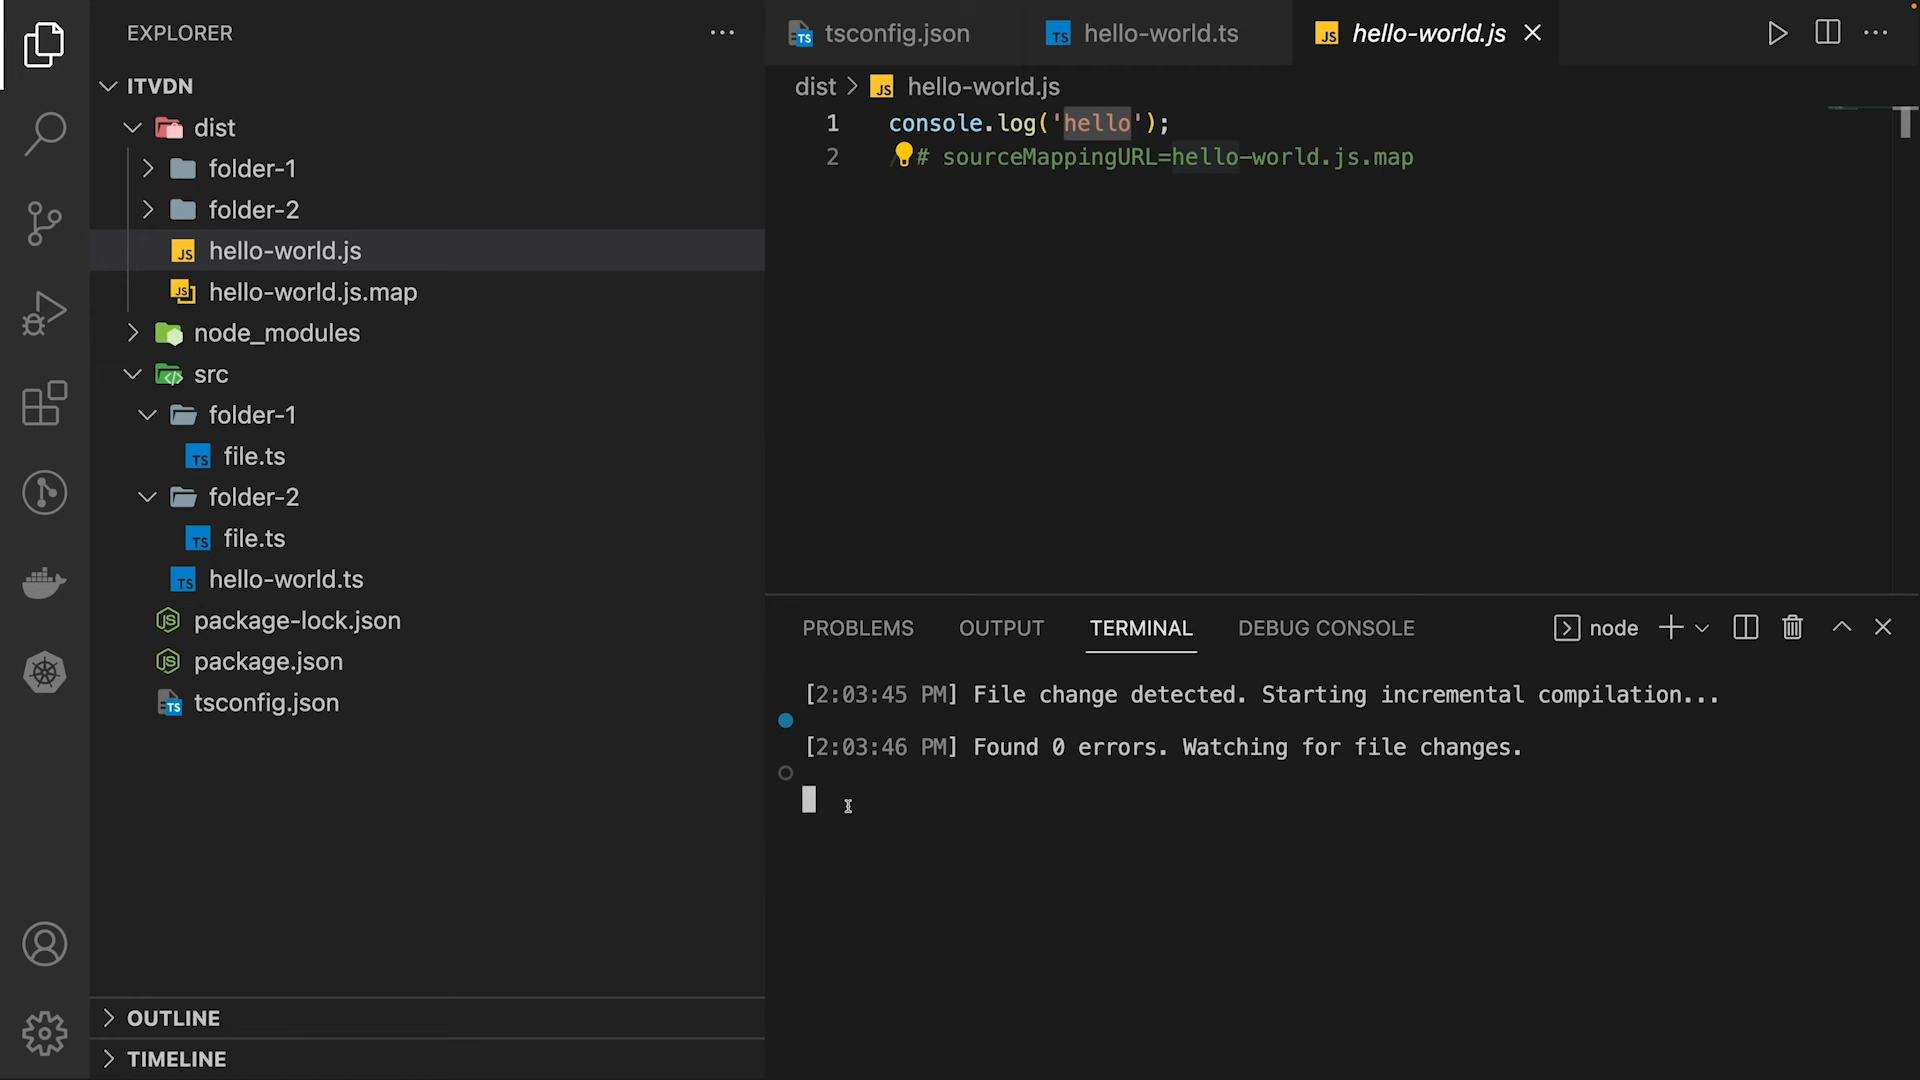 EXPLORER
ITVDN
dist
folder-1
folder-2
hello-world.js
hello-world.js.map
node_modules
src
folder-1
file.ts
folder-2
file.ts
hello-world.ts
package-lock.json
package.json
tsconfig.json
OUTLINE
TIMELINE
tsconfig.json
hello-world.ts
hello-world.js
dist > hello-world.js
1 console.log('hello');
2 # sourceMappingURL=hello-world.js.map
PROBLEMS OUTPUT TERMINAL DEBUG CONSOLE node
[2:03:45 PM] File change detected. Starting incremental compilation...
[2:03:46 PM] Found 0 errors. Watching for file changes.